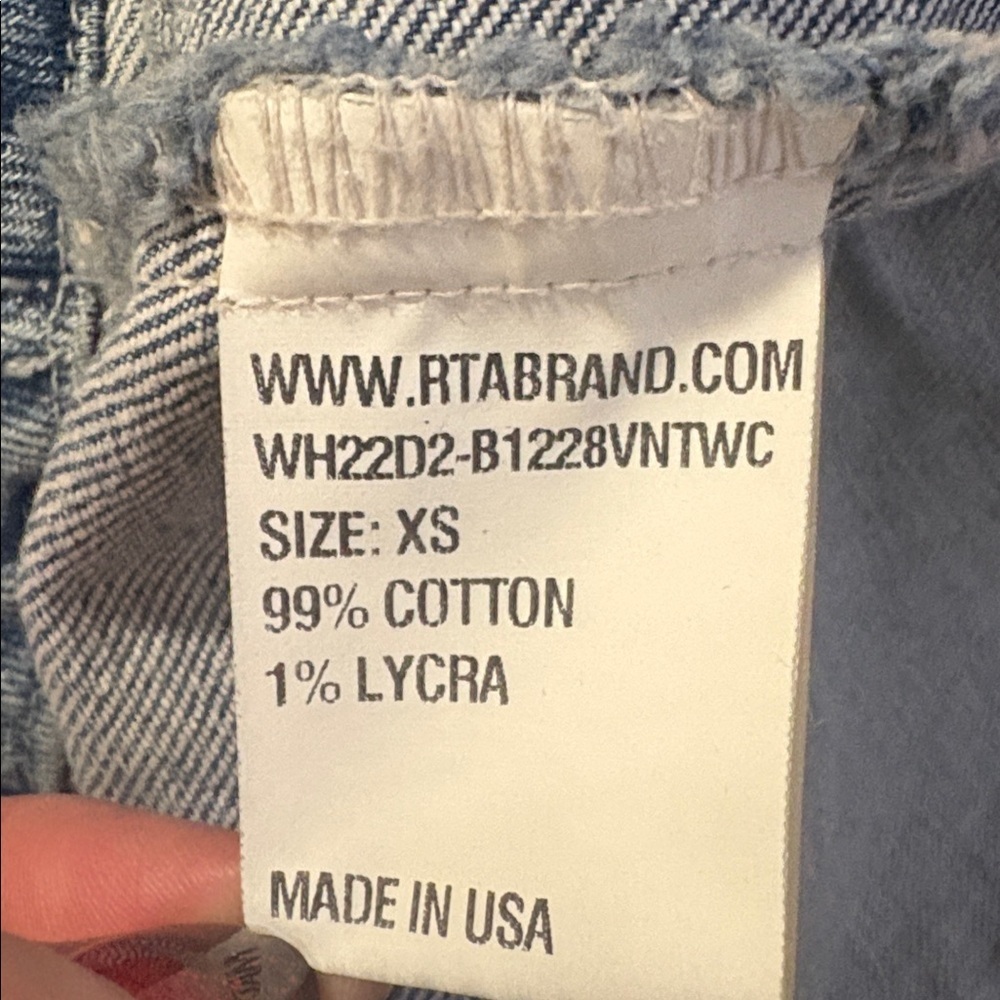 WWW.RTABRAND.COM
WH22D2-B1228VNTWC
SIZE: XS
99% COTTON
1% LYCRA
MADE IN USA